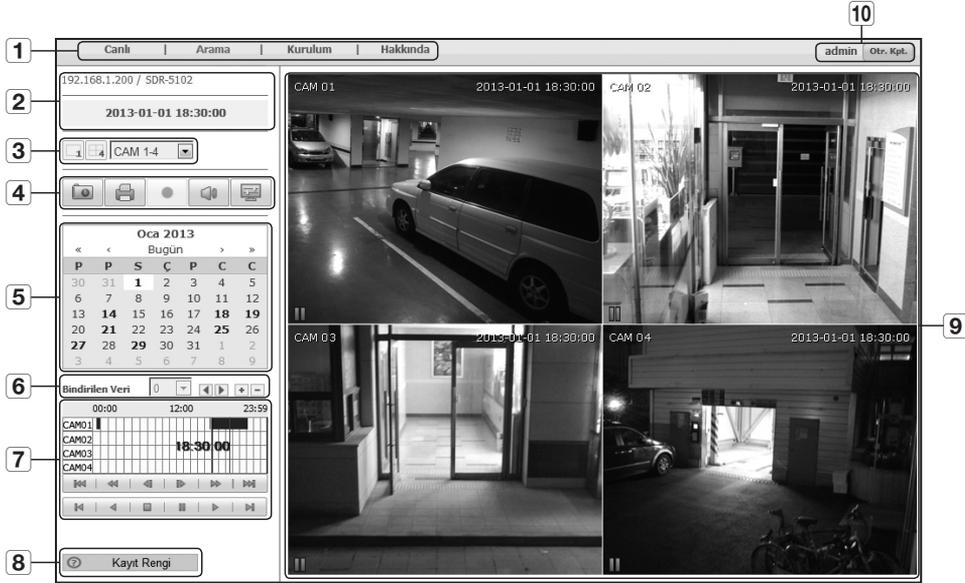 10
1
Canlı | Arama | Kurulum | Hakkında
admin Otr. Kpt.
2
192.168.1.200 / SDR-5102
2013-01-01 18:30:00
3
1 4 CAM 1-4
4
5
Oca 2013
« ‹ Bugün › »
P P S Ç P C C
30 31 1 2 3 4 5
6 7 8 9 10 11 12
13 14 15 16 17 18 19
20 21 22 23 24 25 26
27 28 29 30 31 1 2
3 4 5 6 7 8 9
6
Bindirilen Veri 0 + -
7
00:00 12:00 23:59
CAM01
CAM02
18:30:00
CAM03
CAM04
8
? Kayıt Rengi
CAM 01 2013-01-01 18:30:00
CAM 02 2013-01-01 18:30:00
CAM 03 2013-01-01 18:30:00
CAM 04 2013-01-01 18:30:00
9